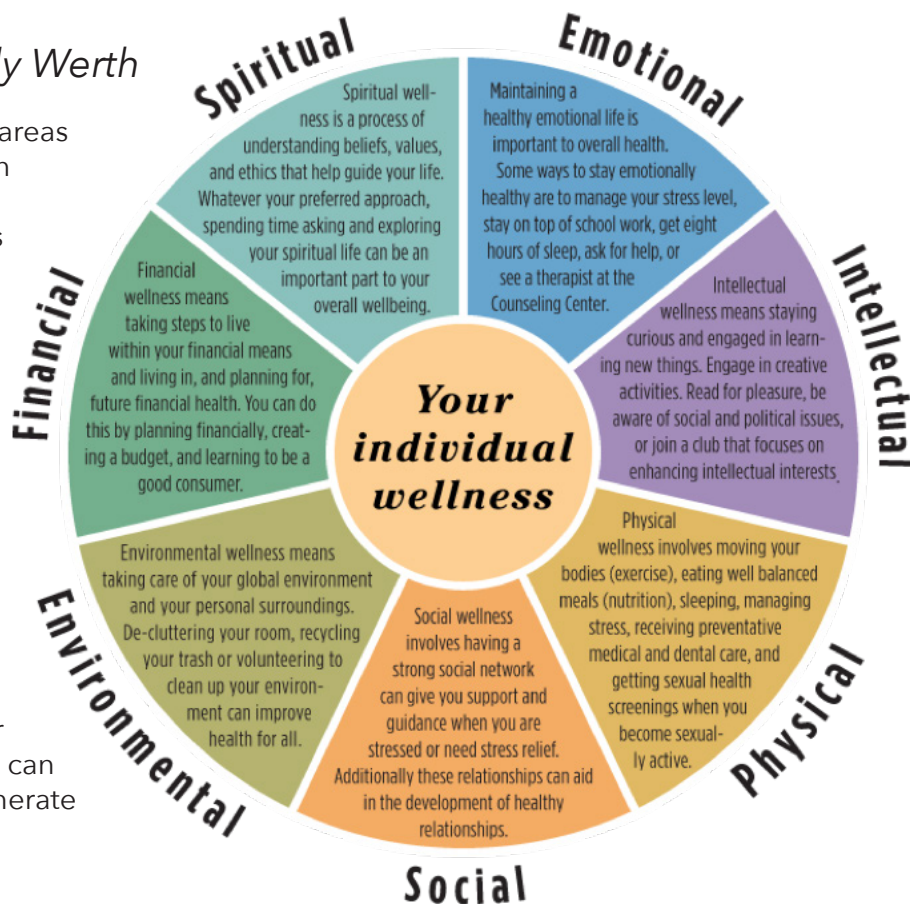 ly Werth
areas
n
s
r
can
nerate
Spiritual
Spiritual well-
ness is a process of
understanding beliefs, values,
and ethics that help guide your life.
Whatever your preferred approach,
spending time asking and exploring
your spiritual life can be an
important part to your
overall wellbeing.
Emotional
Maintaining a
healthy emotional life is
important to overall health.
Some ways to stay emotionally
healthy are to manage your stress level,
stay on top of school work, get eight
hours of sleep, ask for help, or
see a therapist at the
Counseling Center.
Intellectual
Intellectual
wellness means staying
curious and engaged in learn-
ing new things. Engage in creative
activities. Read for pleasure, be
aware of social and political issues,
or join a club that focuses on
enhancing intellectual interests.
Physical
Physical
wellness involves moving your
bodies (exercise), eating well balanced
meals (nutrition), sleeping, managing
stress, receiving preventative
medical and dental care, and
getting sexual health
screenings when you
become sexual-
ly active.
Social
Social wellness
involves having a
strong social network
can give you support and
guidance when you are
stressed or need stress relief.
Additionally these relationships can aid
in the development of healthy
relationships.
Environmental
Environmental wellness means
taking care of your global environment
and your personal surroundings.
De-cluttering your room, recycling
your trash or volunteering to
clean up your environ-
ment can improve
health for all.
Financial
Financial
wellness means
taking steps to live
within your financial means
and living in, and planning for,
future financial health. You can do
this by planning financially, creat-
ing a budget, and learning to be a
good consumer.
Your
individual
wellness